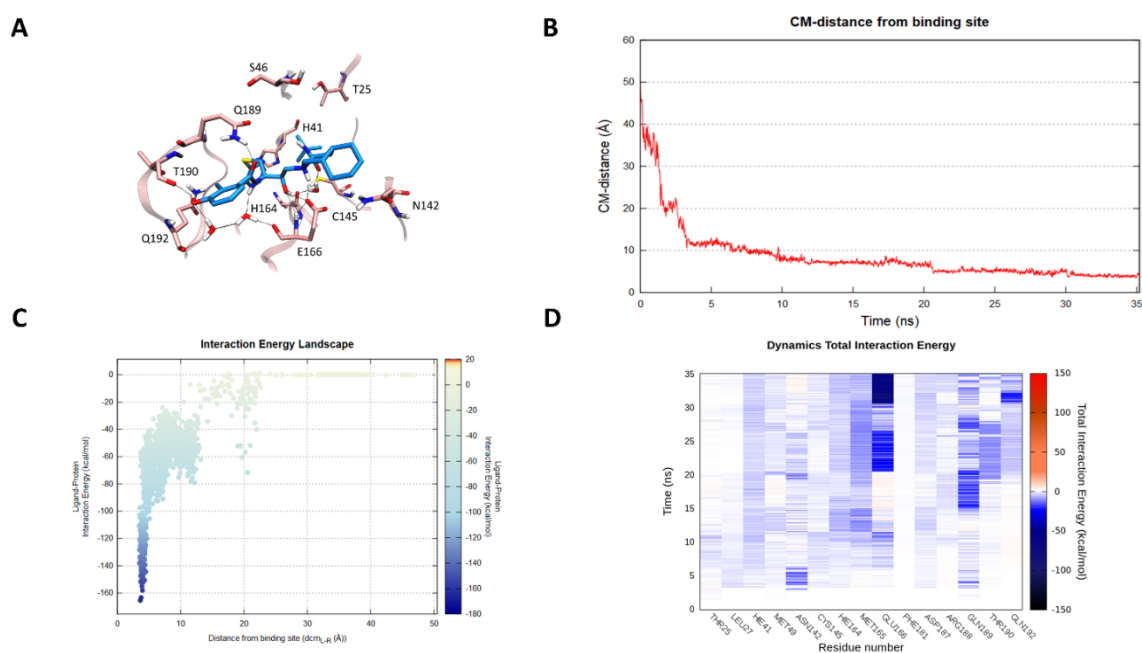 A
S46
T25
Q189
H41
T190
H164
N142
C145
Q192
E166
B
CM-distance from binding site
60
50
40
30
20
10
0
CM-distance (Å)
0 5 10 15 20 25 30 35
Time (ns)
C
Interaction Energy Landscape
Ligand-Protein
Interaction Energy (kcal/mol)
0
-20
-40
-60
-80
-100
-120
-140
-160
0 10 20 30 40 50
Distance from binding site (dcm L-R (Å))
20
0
-20
-40
-60
-80
-100
-120
-140
-160
-180
Ligand-Protein
Interaction Energy (kcal/mol)
D
Dynamics Total Interaction Energy
35
30
25
20
15
10
5
0
Time (ns)
THR25 LEU27 HE41 MET49 ASN142 CYS145 HIE164 MET165 GLU166 PHE181 ASP187 ARG188 GLN189 THR190 GLN192
Residue number
150
100
50
0
-50
-100
-150
Total Interaction Energy (kcal/mol)